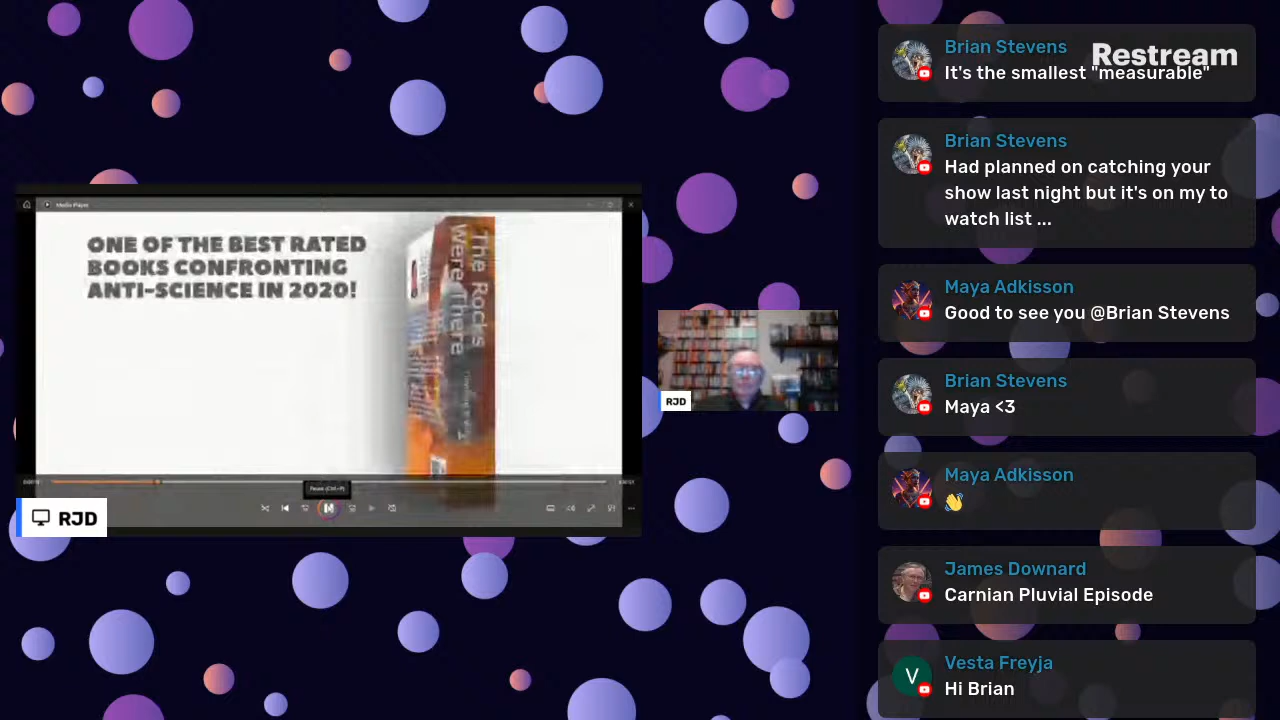 Media Player
ONE OF THE BEST RATED
BOOKS CONFRONTING
ANTI-SCIENCE IN 2020!
The Rocks
were There
Pause (Ctrl+P)
RJD
RJD
Restream
Brian Stevens
It's the smallest "measurable"
Brian Stevens
Had planned on catching your
show last night but it's on my to
watch list ...
Maya Adkisson
Good to see you @Brian Stevens
Brian Stevens
Maya <3
Maya Adkisson
👋
James Downard
Carnian Pluvial Episode
V
Vesta Freyja
Hi Brian